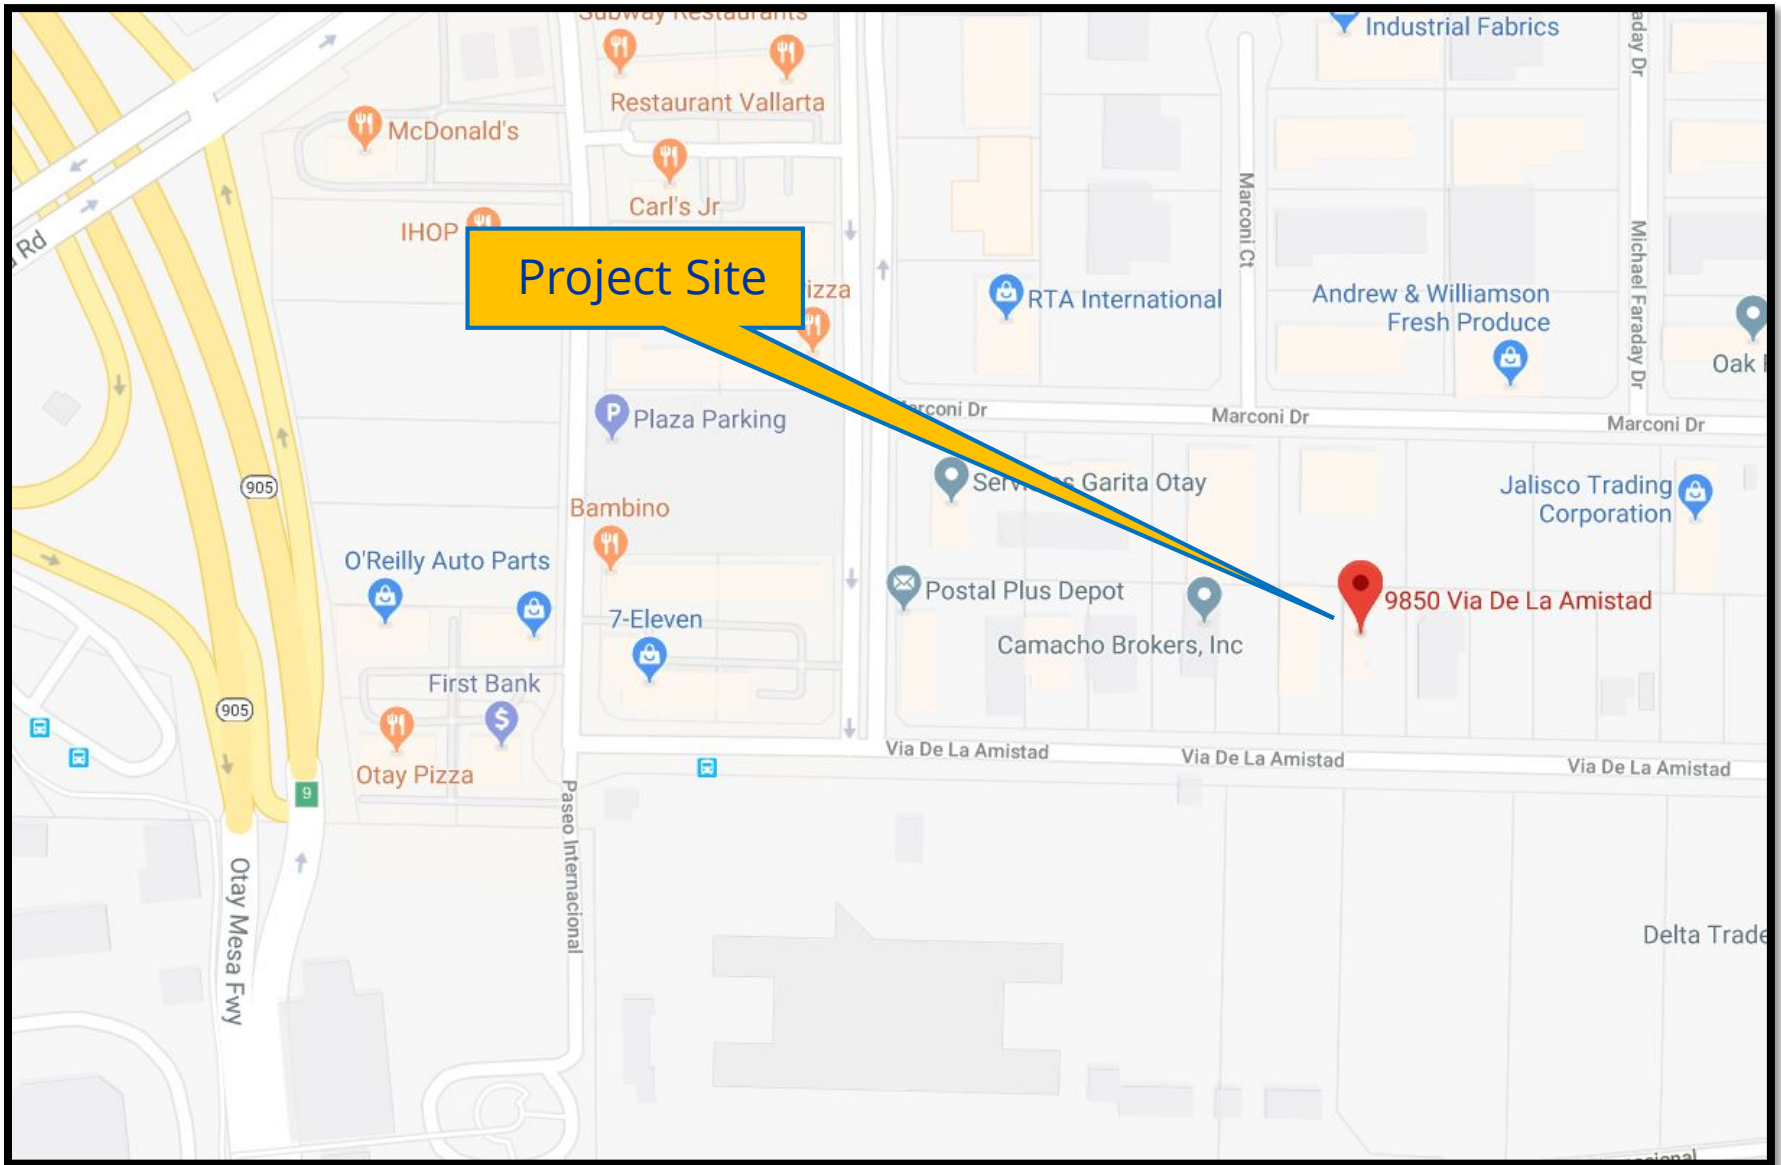 Subway Restaurants
Industrial Fabrics
Restaurant Vallarta
McDonald's
Carl's Jr
IHOP
Rd
Marconi Ct
Michael Faraday Dr
Project Site
izza
RTA International
Andrew & Williamson
Fresh Produce
Oak
Marconi Dr
Marconi Dr
Plaza Parking
905
Garita Otay
Jalisco Trading
Corporation
Bambino
O'Reilly Auto Parts
Postal Plus Depot
9850 Via De La Amistad
7-Eleven
Camacho Brokers, Inc
First Bank
905
Via De La Amistad
Via De La Amistad
Via De La Amistad
Otay Pizza
9
Paseo Internacional
Otay Mesa Fwy
Delta Trade